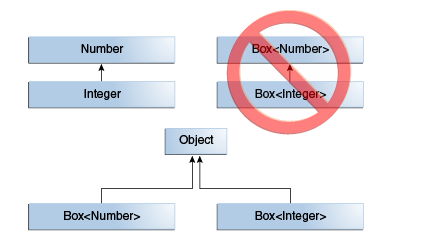 Number
Box<Number>
Integer
Box<Integer>
Object
Box<Number>
Box<Integer>